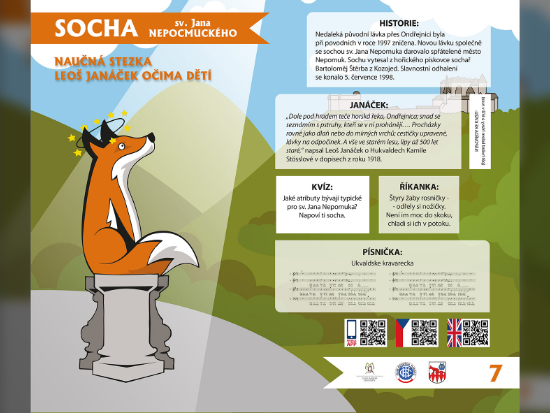 SOCHA sv. Jana
NEPOMUCKÉHO
NAUČNÁ STEZKA
LEOŠ JANÁČEK OČIMA DĚTÍ
HISTORIE:
Nedaleká původní lávka přes Ondřejnici byla
při povodních v roce 1997 zničena. Novou lávku společně
se sochou sv. Jana Nepomuka darovalo spřátelené město
Nepomuk. Sochu vytesal z hořického pískovce sochař
Bartoloměj Štěrba z Kozojed. Slavnostní odhalení
se konalo 5. července 1998.
JANÁČEK:
„Dole pod hradem teče horská řeka, Ondřejnica; snad se
seznámím s pstruhy, kteří se v ní prohánějí.... Procházky
rovné jako dlaň nebo do mírných vrchů; cestičky upravené,
lávky na odpočinek. A vše ve starém lesu, lípy až 500 let
staré," napsal Leoš Janáček o Hukvaldech Kamile
Stösslové v dopisech z roku 1918.
KVÍZ:
Jaké atributy bývají typické
pro sv. Jana Nepomuka?
Napoví ti socha.
ŘÍKANKA:
Štyry žaby rosničky -
- odřely si nožičky.
Není im moc do skoku,
chladí si ich v potoku.
PÍSNIČKA:
Ukvaldske kravarecka
7